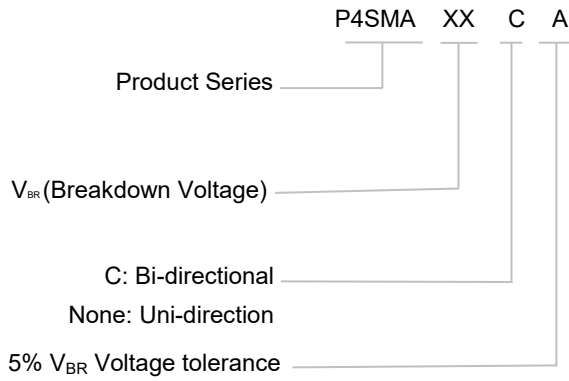 P4SMA XX C A
Product Series
VBR (Breakdown Voltage)
C: Bi-directional
None: Uni-direction
5% VBR Voltage tolerance